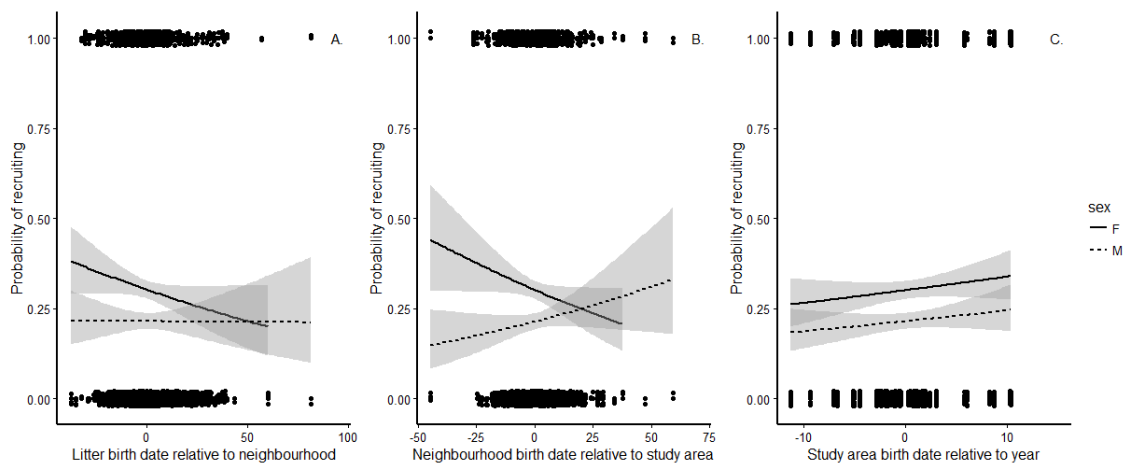 A.
1.00
0.75
0.50
0.25
0.00
Probability of recruiting
0
50
100
Litter birth date relative to neighbourhood
B.
1.00
0.75
0.50
0.25
0.00
Probability of recruiting
-50
-25
0
25
50
75
Neighbourhood birth date relative to study area
C.
1.00
0.75
0.50
0.25
0.00
Probability of recruiting
-10
0
10
Study area birth date relative to year
sex
F
M